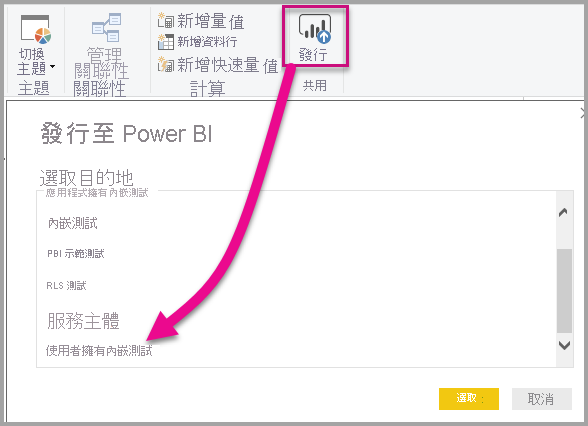 切換
主題
主題
管理
關聯性
關聯性
新增量值
新增資料行
新增快速量值
計算
發行
共用
發行至 Power BI
選取目的地
應用程式擁有內嵌測試
內嵌測試
PBI 示範測試
RLS 測試
服務主體
使用者擁有內嵌測試
選取
取消